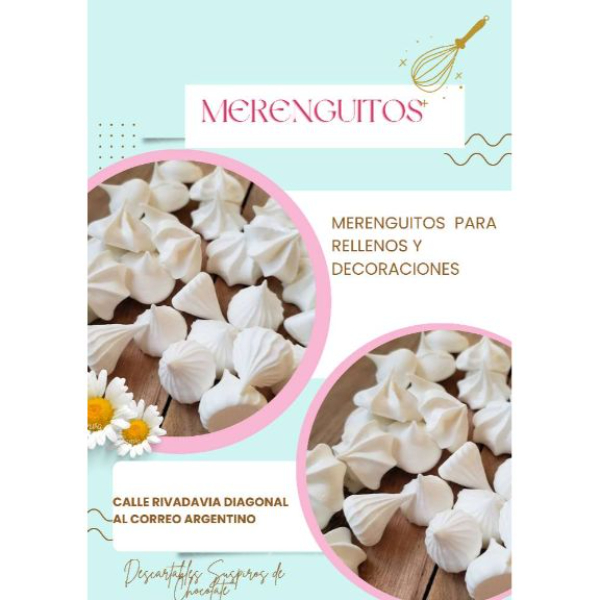 MERENGUITOS
MERENGUITOS PARA
RELLENOS Y
DECORACIONES
CALLE RIVADAVIA DIAGONAL
AL CORREO ARGENTINO
Descartables Suspiros de
Chocolate